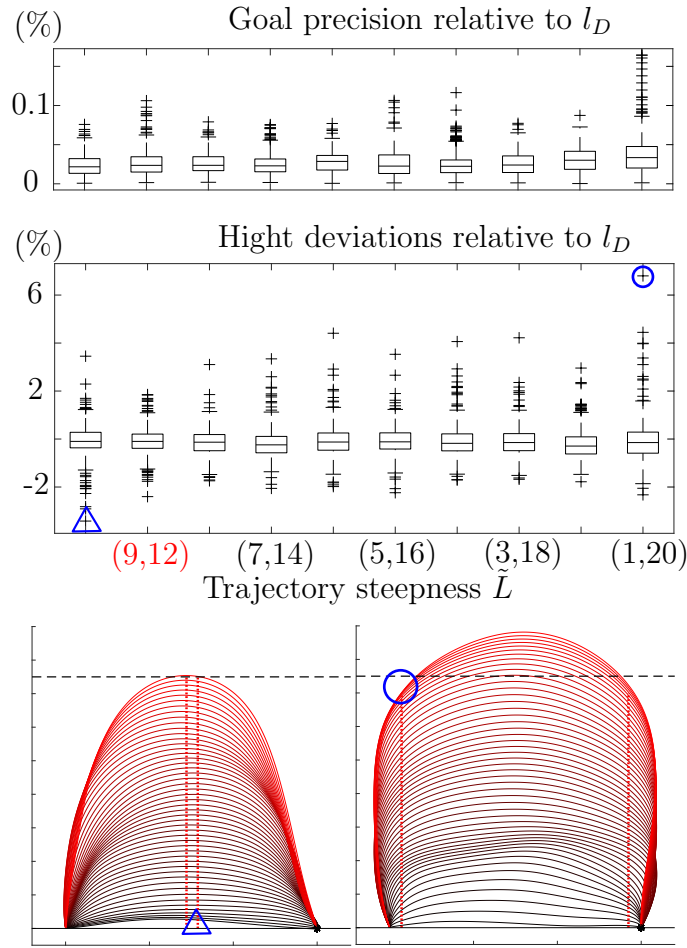 (%) Goal precision relative to l_D
0.1
0
(%) Hight deviations relative to l_D
6
2
-2
(9,12) (7,14) (5,16) (3,18) (1,20)
Trajectory steepness L̃